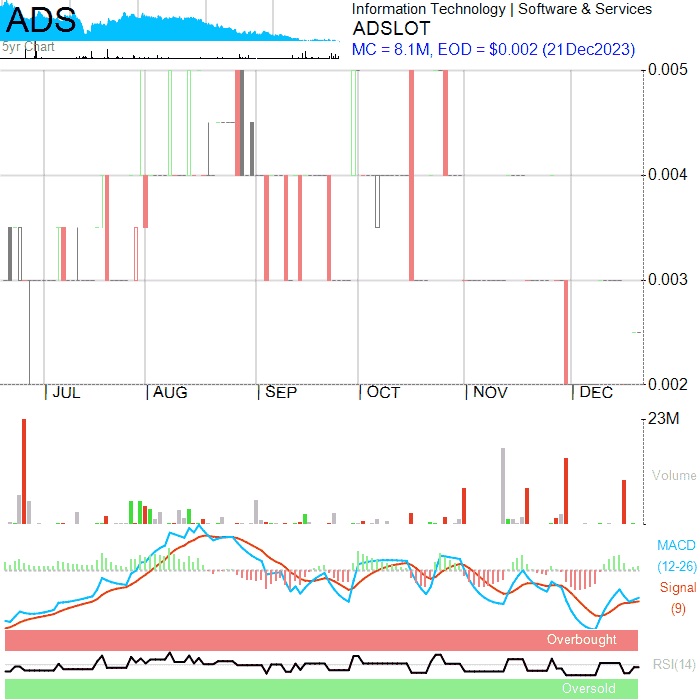 ADS
5yr Chart
Information Technology | Software & Services
ADSLOT
MC = 8.1M, EOD = $0.002 (21Dec2023)
0.005
0.004
0.003
0.002
JUL AUG SEP OCT NOV DEC
23M
Volume
MACD
(12-26)
Signal
(9)
Overbought
RSI(14)
Oversold